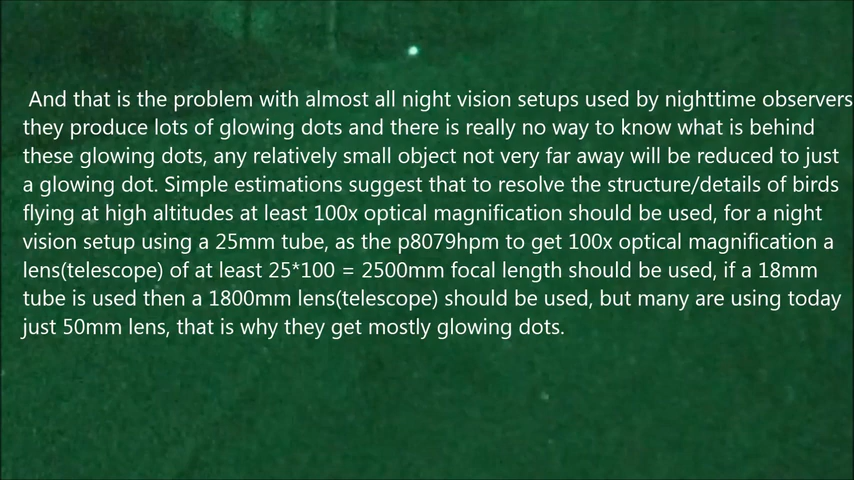 And that is the problem with almost all night vision setups used by nighttime observers
they produce lots of glowing dots and there is really no way to know what is behind
these glowing dots, any relatively small object not very far away will be reduced to just
a glowing dot. Simple estimations suggest that to resolve the structure/details of birds
flying at high altitudes at least 100x optical magnification should be used, for a night
vision setup using a 25mm tube, as the p8079hpm to get 100x optical magnification a
lens(telescope) of at least 25*100 = 2500mm focal length should be used, if a 18mm
tube is used then a 1800mm lens(telescope) should be used, but many are using today
just 50mm lens, that is why they get mostly glowing dots.